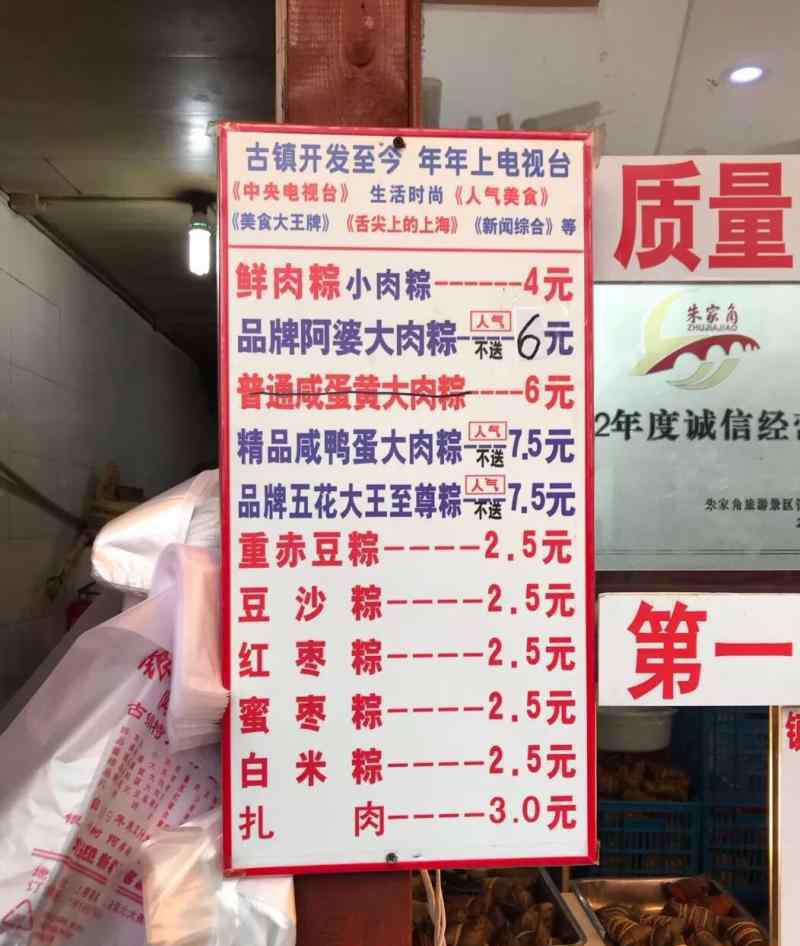 古镇开发至今 年年上电视台
《中央电视台》 生活时尚《人气美食》
《美食大王牌》《舌尖上的上海》《新闻综合》等
鲜肉粽 小肉粽------4元
品牌阿婆大肉粽----人气 不送 6元
普通咸蛋黄大肉粽----6元
精品咸鸭蛋大肉粽---人气 不送 7.5元
品牌五花大王至尊粽---人气 不送 7.5元
重赤豆粽----2.5元
豆沙粽----2.5元
红枣粽----2.5元
蜜枣粽----2.5元
白米粽----2.5元
扎肉----3.0元
质量
朱家角
ZHUJIAJIAO
2年度诚信经营
朱家角旅游景区
第一